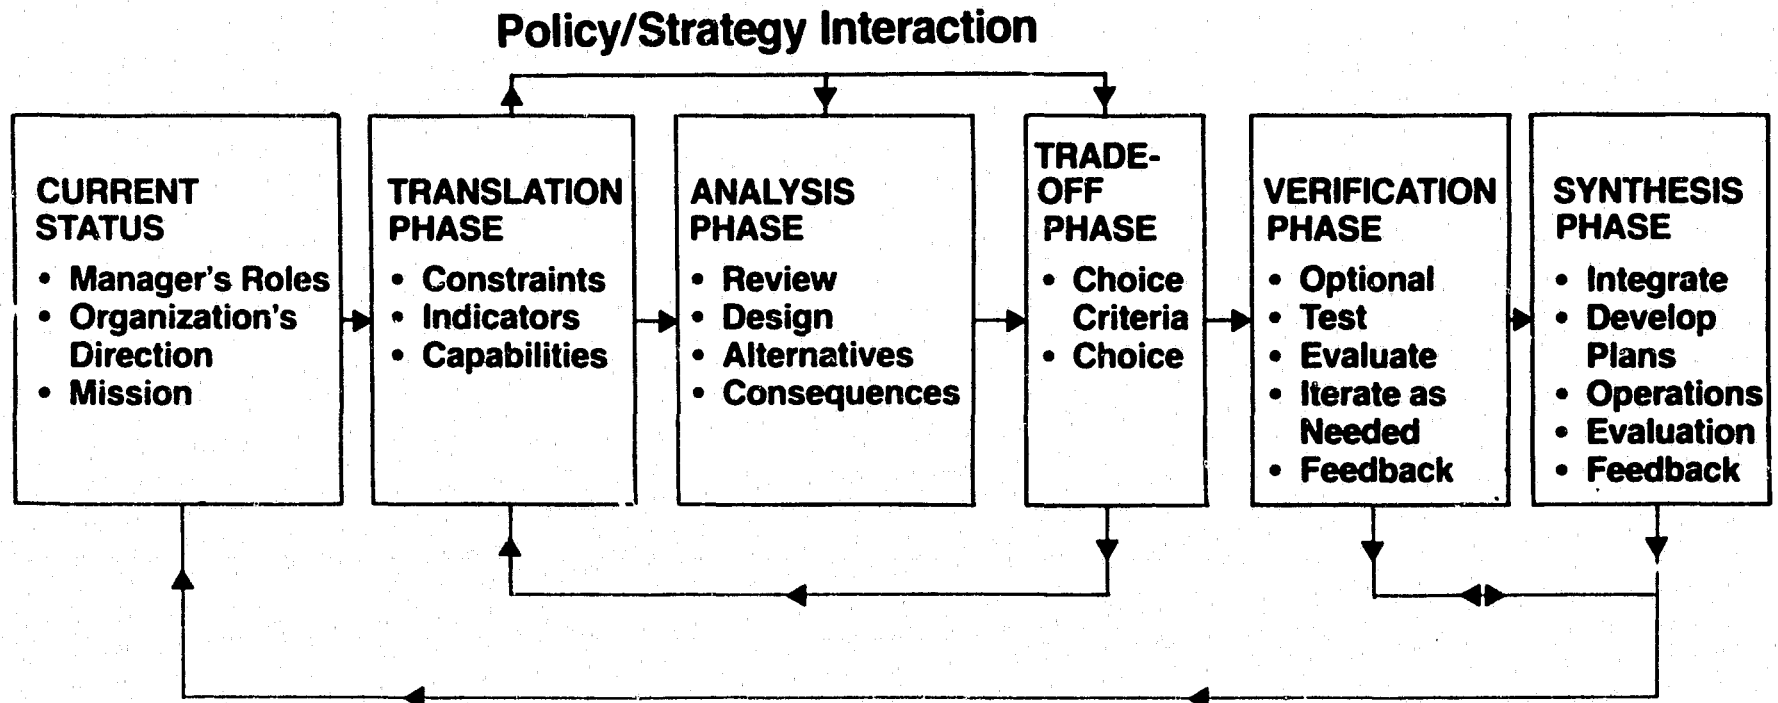 Policy/Strategy Interaction
CURRENT
STATUS
• Manager's Roles
• Organization's
Direction
• Mission
TRANSLATION
PHASE
• Constraints
• Indicators
• Capabilities
ANALYSIS
PHASE
• Review
• Design
• Alternatives
• Consequences
TRADE-
OFF
PHASE
• Choice
Criteria
• Choice
VERIFICATION
PHASE
• Optional
• Test
• Evaluate
• Iterate as
Needed
• Feedback
SYNTHESIS
PHASE
• Integrate
• Develop
Plans
• Operations
• Evaluation
• Feedback